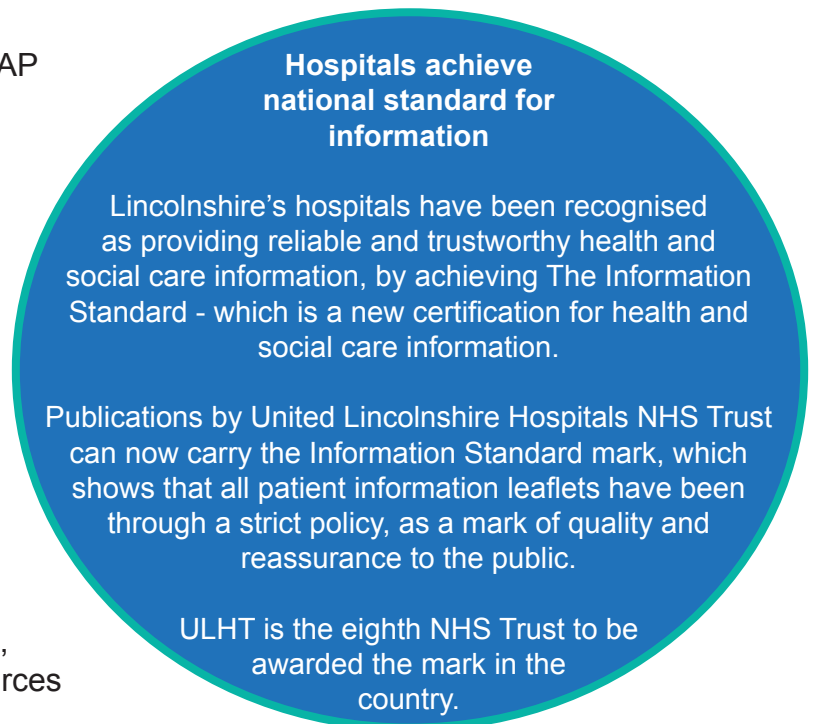 AP
Hospitals achieve
national standard for
information
Lincolnshire’s hospitals have been recognised
as providing reliable and trustworthy health and
social care information, by achieving The Information
Standard - which is a new certification for health and
social care information.
Publications by United Lincolnshire Hospitals NHS Trust
can now carry the Information Standard mark, which
shows that all patient information leaflets have been
through a strict policy, as a mark of quality and
reassurance to the public.
ULHT is the eighth NHS Trust to be
awarded the mark in the
country.
,
rces